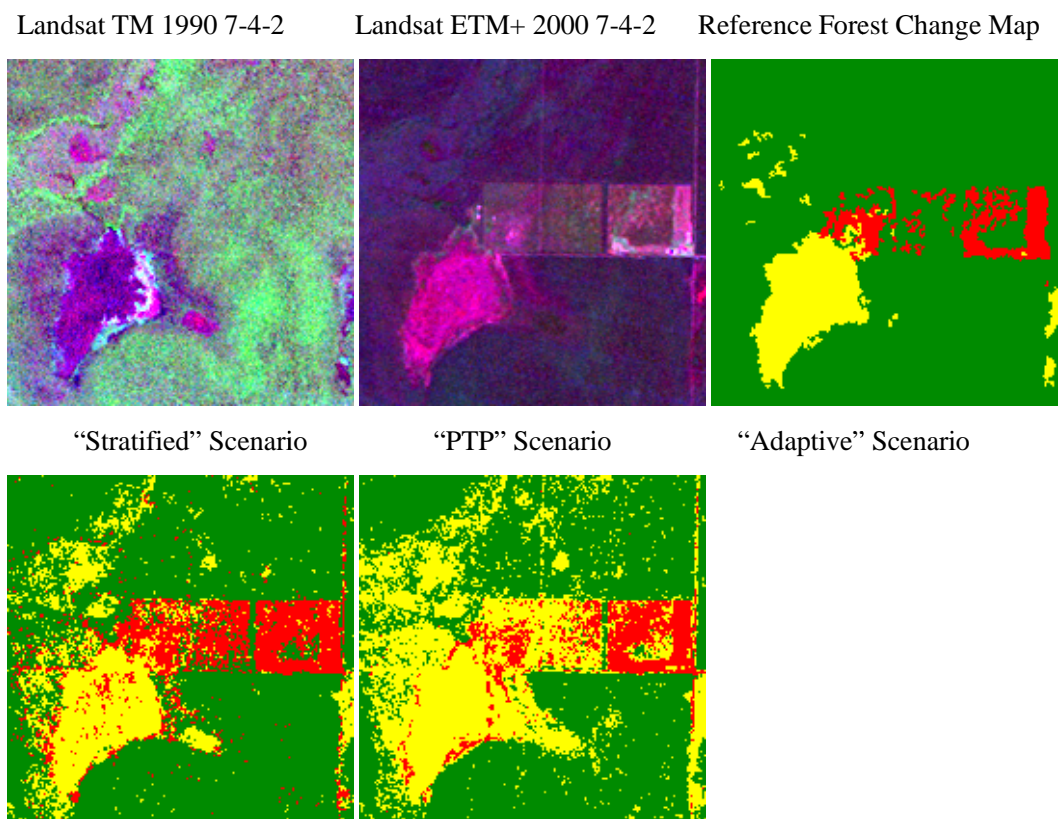 Landsat TM 1990 7-4-2
Landsat ETM+ 2000 7-4-2
Reference Forest Change Map
“Stratified” Scenario
“PTP” Scenario
“Adaptive” Scenario